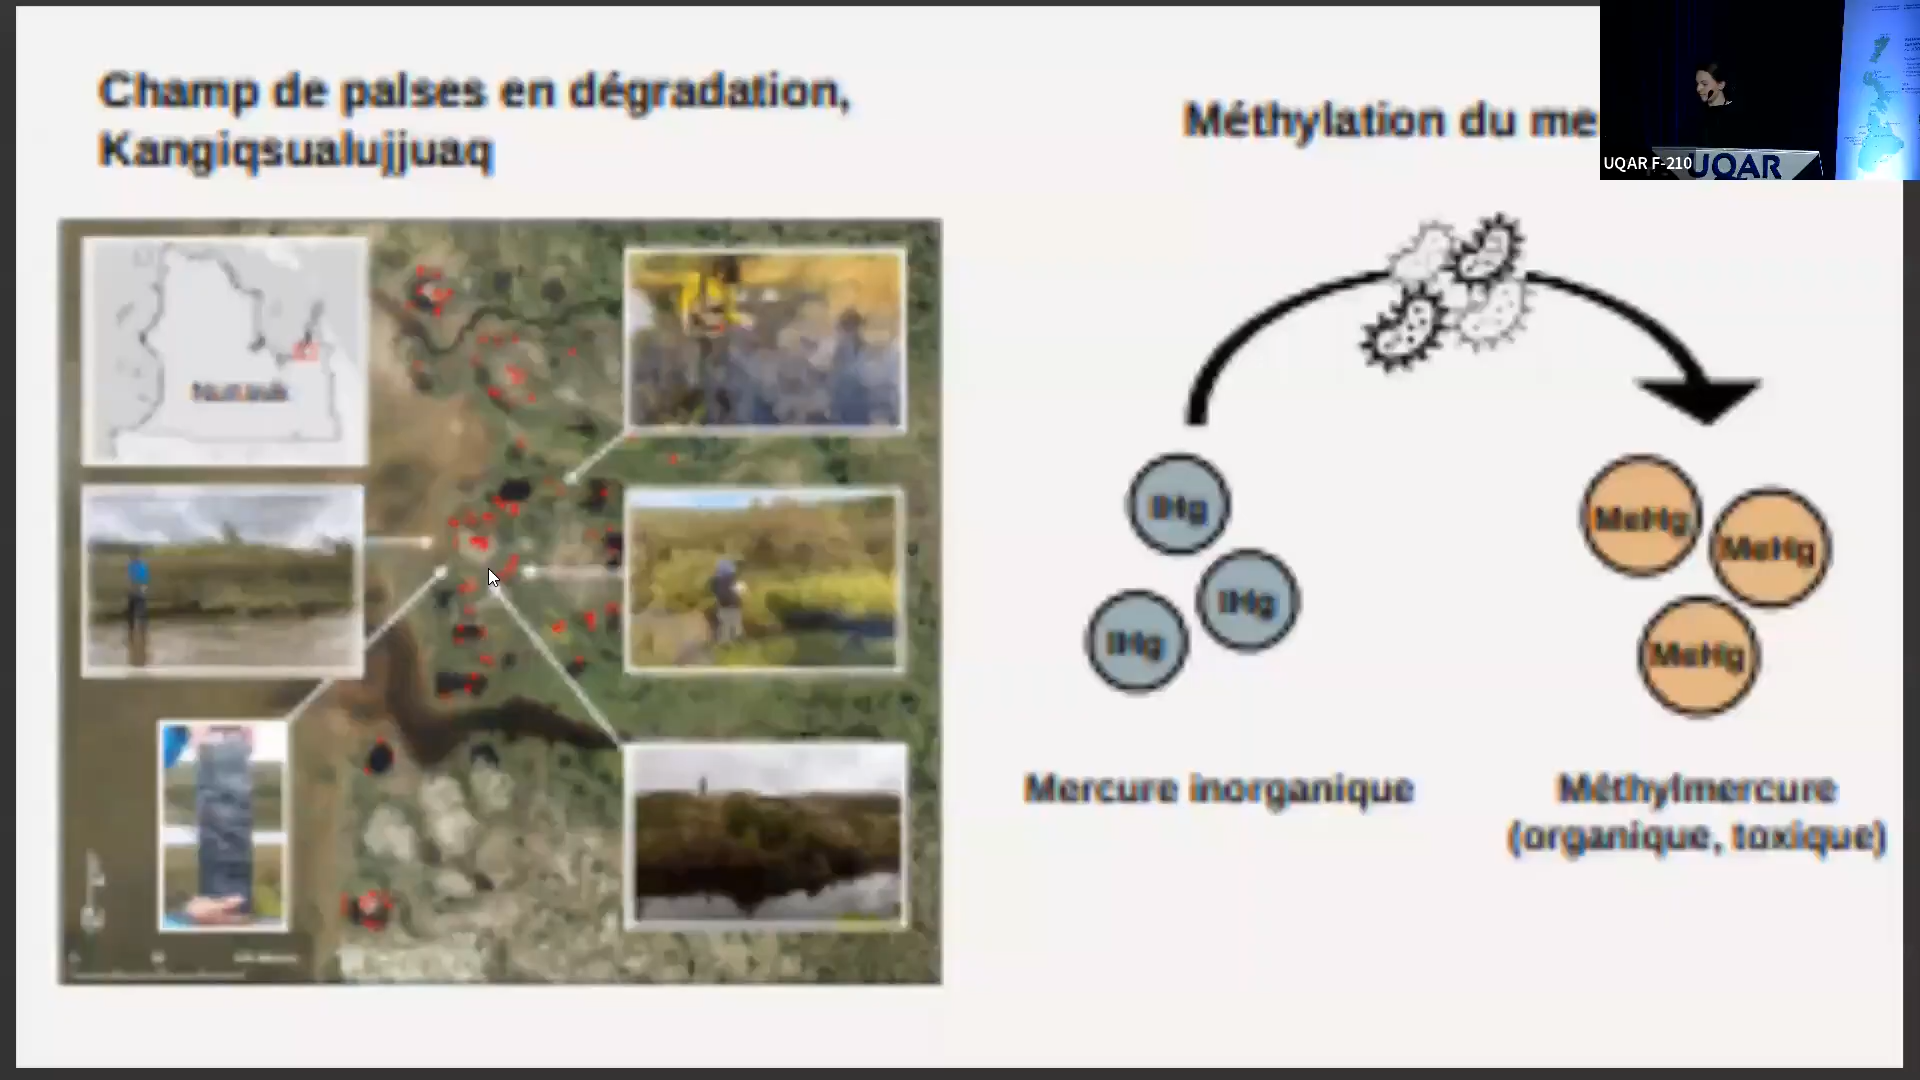 Champ de palses en dégradation,
Kangiqsualujjuaq
Méthylation du me
UQAR F-210
UQAR
Nunavik
IHg
IHg
IHg
MeHg
MeHg
MeHg
Mercure inorganique
Méthylmercure
(organique, toxique)